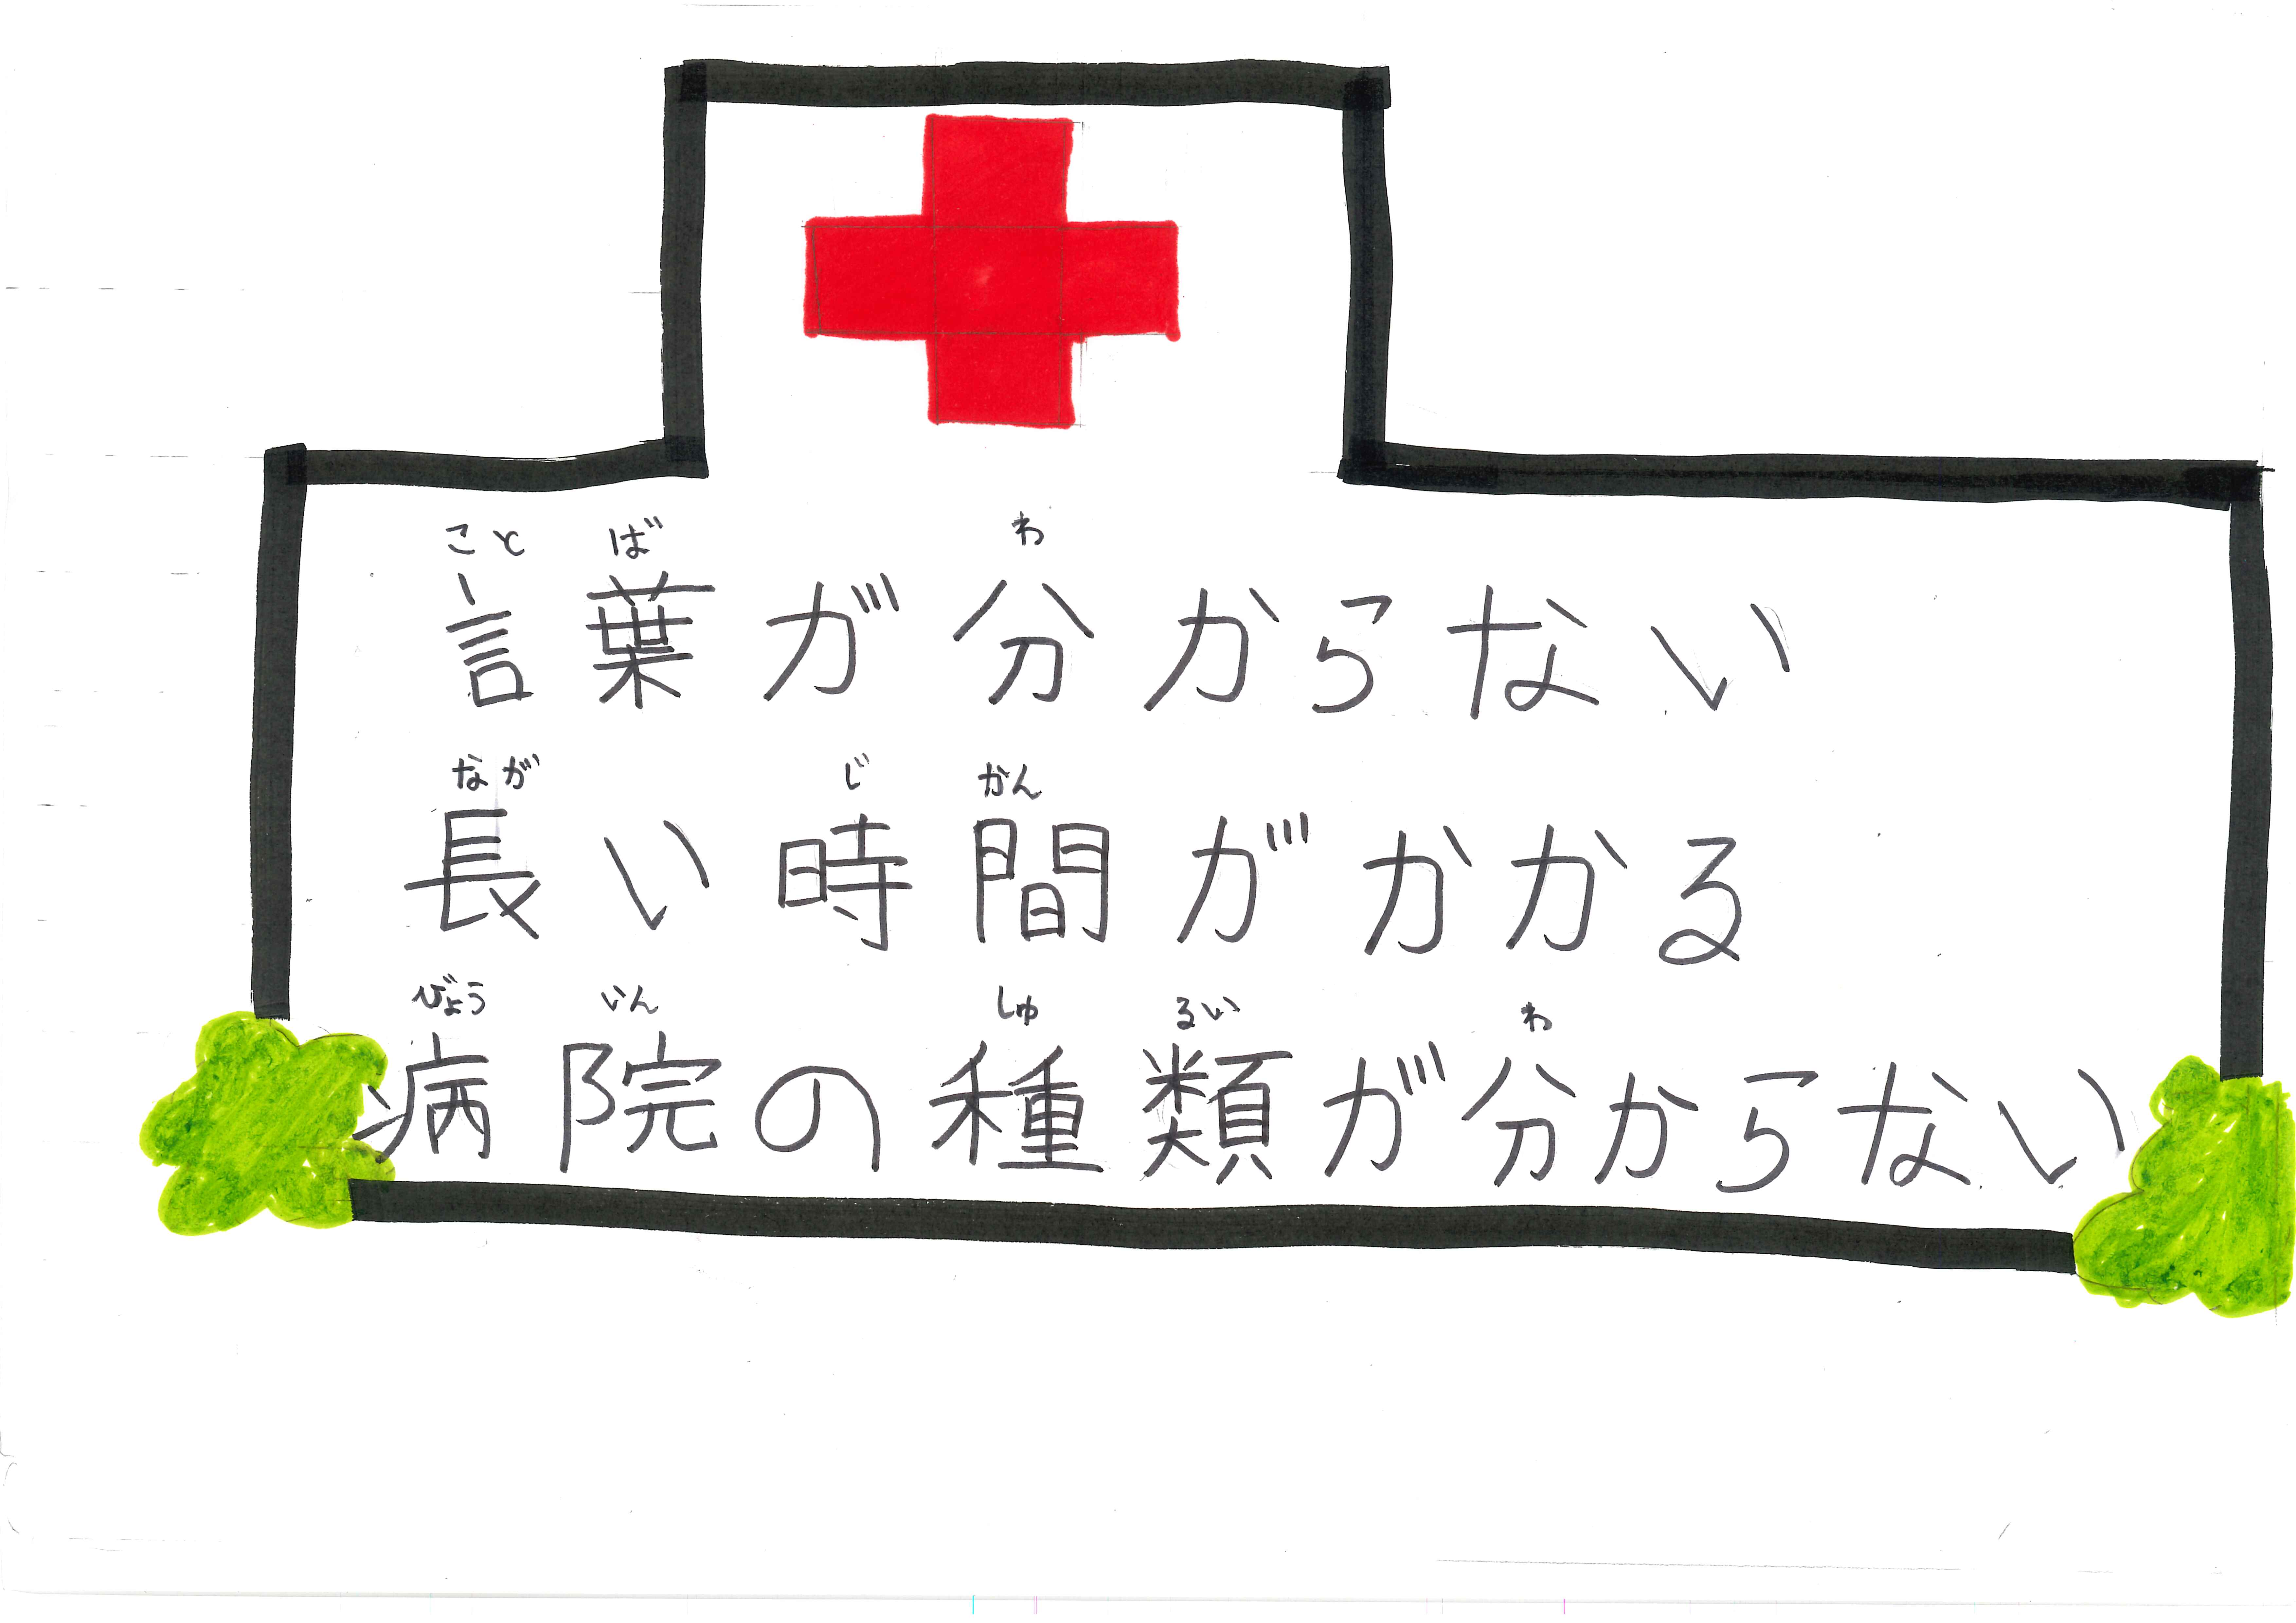 こと ば わ
言葉が分からない
なが じ かん
長い時間がかかる
びょう いん しゅ るい わ
病院の種類が分からない